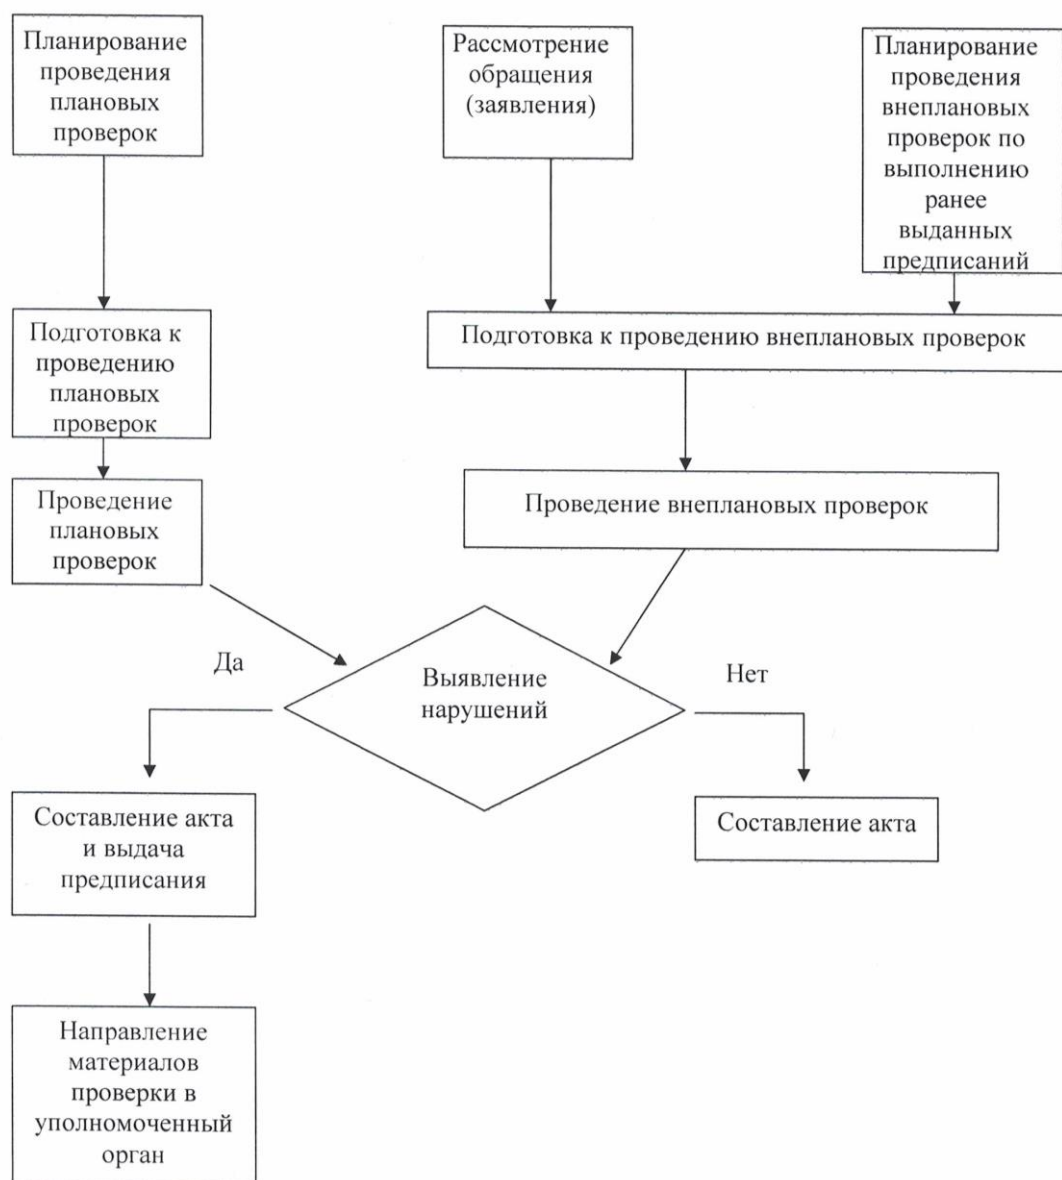 Планирование
проведения
плановых
проверок
Рассмотрение
обращения
(заявления)
Планирование
проведения
внеплановых
проверок по
выполнению
ранее
выданных
предписаний
Подготовка к
проведению
плановых
проверок
Подготовка к проведению внеплановых проверок
Проведение
плановых
проверок
Проведение внеплановых проверок
Да
Выявление
нарушений
Нет
Составление акта
и выдача
предписания
Составление акта
Направление
материалов
проверки в
уполномоченный
орган